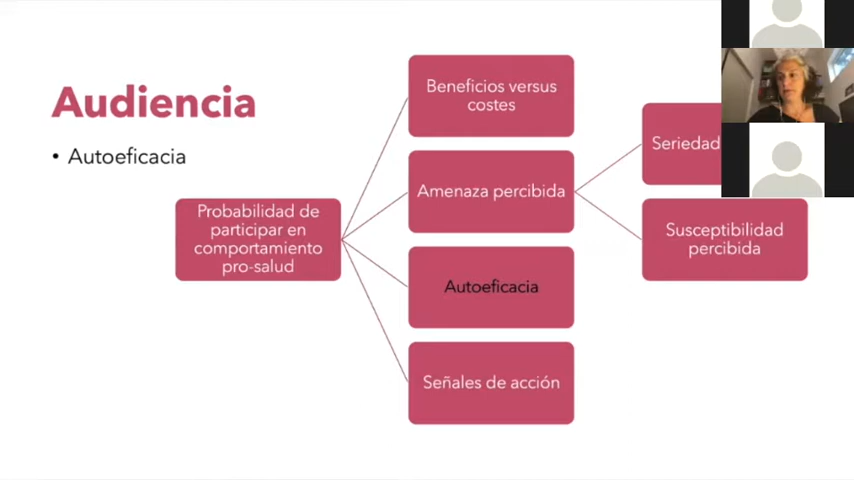 Audiencia
• Autoeficacia
Probabilidad de
participar en
comportamiento
pro-salud
Beneficios versus
costes
Amenaza percibida
Autoeficacia
Señales de acción
Seriedad
Susceptibilidad
percibida